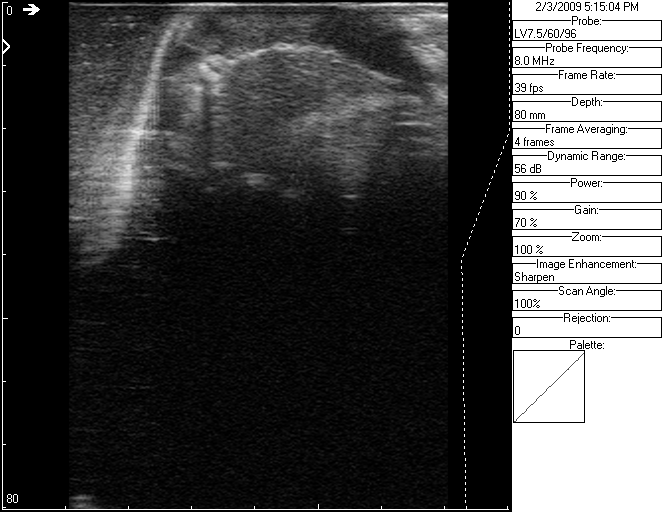 0
2/3/2009 5:15:04 PM
Probe:
LV7.5/60/96
Probe Frequency:
8.0 MHz
Frame Rate:
39 fps
Depth:
80 mm
Frame Averaging:
4 frames
Dynamic Range:
56 dB
Power:
90 %
Gain:
70 %
Zoom:
100 %
Image Enhancement:
Sharpen
Scan Angle:
100%
Rejection:
0
Palette:
80